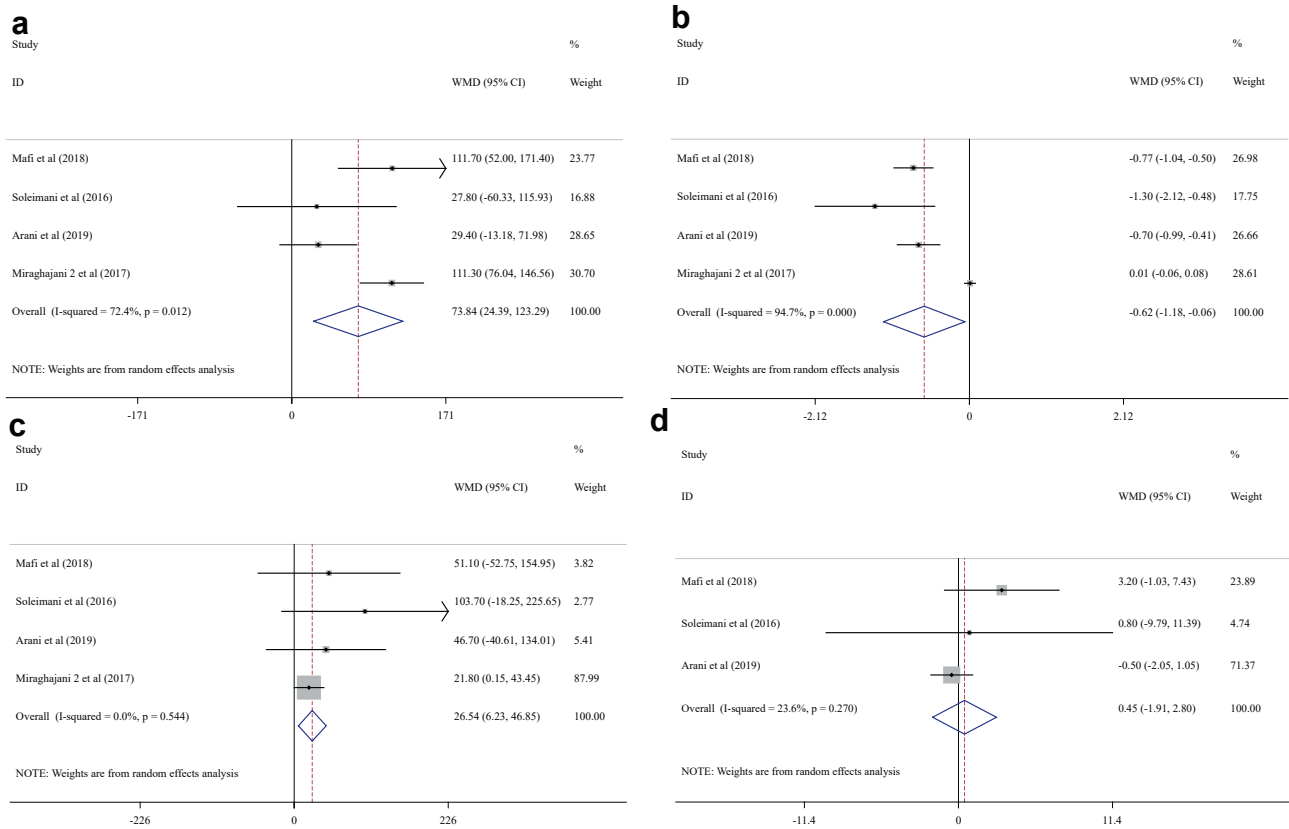 a
Study %
ID WMD (95% CI) Weight
Mafi et al (2018) 111.70 (52.00, 171.40) 23.77
Soleimani et al (2016) 27.80 (-60.33, 115.93) 16.88
Arani et al (2019) 29.40 (-13.18, 71.98) 28.65
Miraghajani 2 et al (2017) 111.30 (76.04, 146.56) 30.70
Overall (I-squared = 72.4%, p = 0.012) 73.84 (24.39, 123.29) 100.00
NOTE: Weights are from random effects analysis
-171 0 171
b
Study %
ID WMD (95% CI) Weight
Mafi et al (2018) -0.77 (-1.04, -0.50) 26.98
Soleimani et al (2016) -1.30 (-2.12, -0.48) 17.75
Arani et al (2019) -0.70 (-0.99, -0.41) 26.66
Miraghajani 2 et al (2017) 0.01 (-0.06, 0.08) 28.61
Overall (I-squared = 94.7%, p = 0.000) -0.62 (-1.18, -0.06) 100.00
NOTE: Weights are from random effects analysis
-2.12 0 2.12
c
Study %
ID WMD (95% CI) Weight
Mafi et al (2018) 51.10 (-52.75, 154.95) 3.82
Soleimani et al (2016) 103.70 (-18.25, 225.65) 2.77
Arani et al (2019) 46.70 (-40.61, 134.01) 5.41
Miraghajani 2 et al (2017) 21.80 (0.15, 43.45) 87.99
Overall (I-squared = 0.0%, p = 0.544) 26.54 (6.23, 46.85) 100.00
NOTE: Weights are from random effects analysis
-226 0 226
d
Study %
ID WMD (95% CI) Weight
Mafi et al (2018) 3.20 (-1.03, 7.43) 23.89
Soleimani et al (2016) 0.80 (-9.79, 11.39) 4.74
Arani et al (2019) -0.50 (-2.05, 1.05) 71.37
Overall (I-squared = 23.6%, p = 0.270) 0.45 (-1.91, 2.80) 100.00
NOTE: Weights are from random effects analysis
-11.4 0 11.4